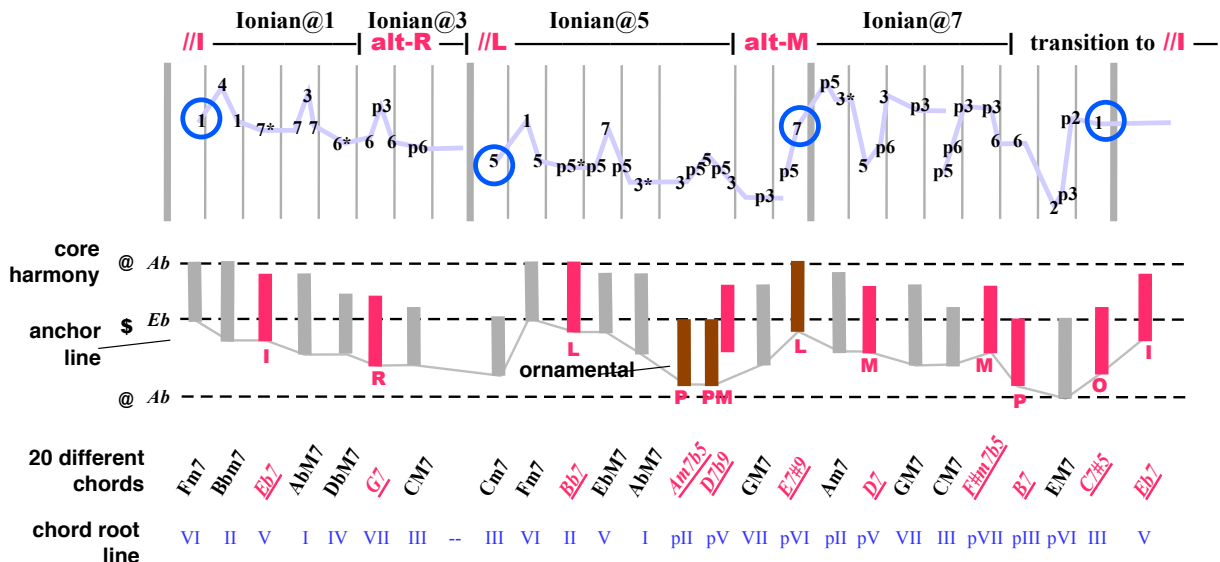 Ionian@1 Ionian@3 Ionian@5 Ionian@7
//I alt-R //L alt-M transition to //I
1 4 1 7* 7 3 7 6* 6 p3 6 p6 5 1 5 p5* p5 7 p5 3* 3 p5 5 p5 3 p3 p5 7 p5 3* 5 p6 3 p3 p5 p6 p3 p3 6 6 2 p3 p2 1
core
harmony
@ Ab
anchor
line
$ Eb
ornamental
I R L P PM L M M P O I
@ Ab
20 different
chords
Fm7 Bbm7 Eb7 AbM7 DbM7 G7 CM7 Cm7 Fm7 Bb7 EbM7 AbM7 Am7b5 D7b9 GM7 E7#9 Am7 D7 GM7 CM7 F#m7b5 B7 EM7 C7#5 Eb7
chord root
line
VI II V I IV VII III -- III VI II V I pII pV VII pVI pII pV VII III pVII pIII pVI III V